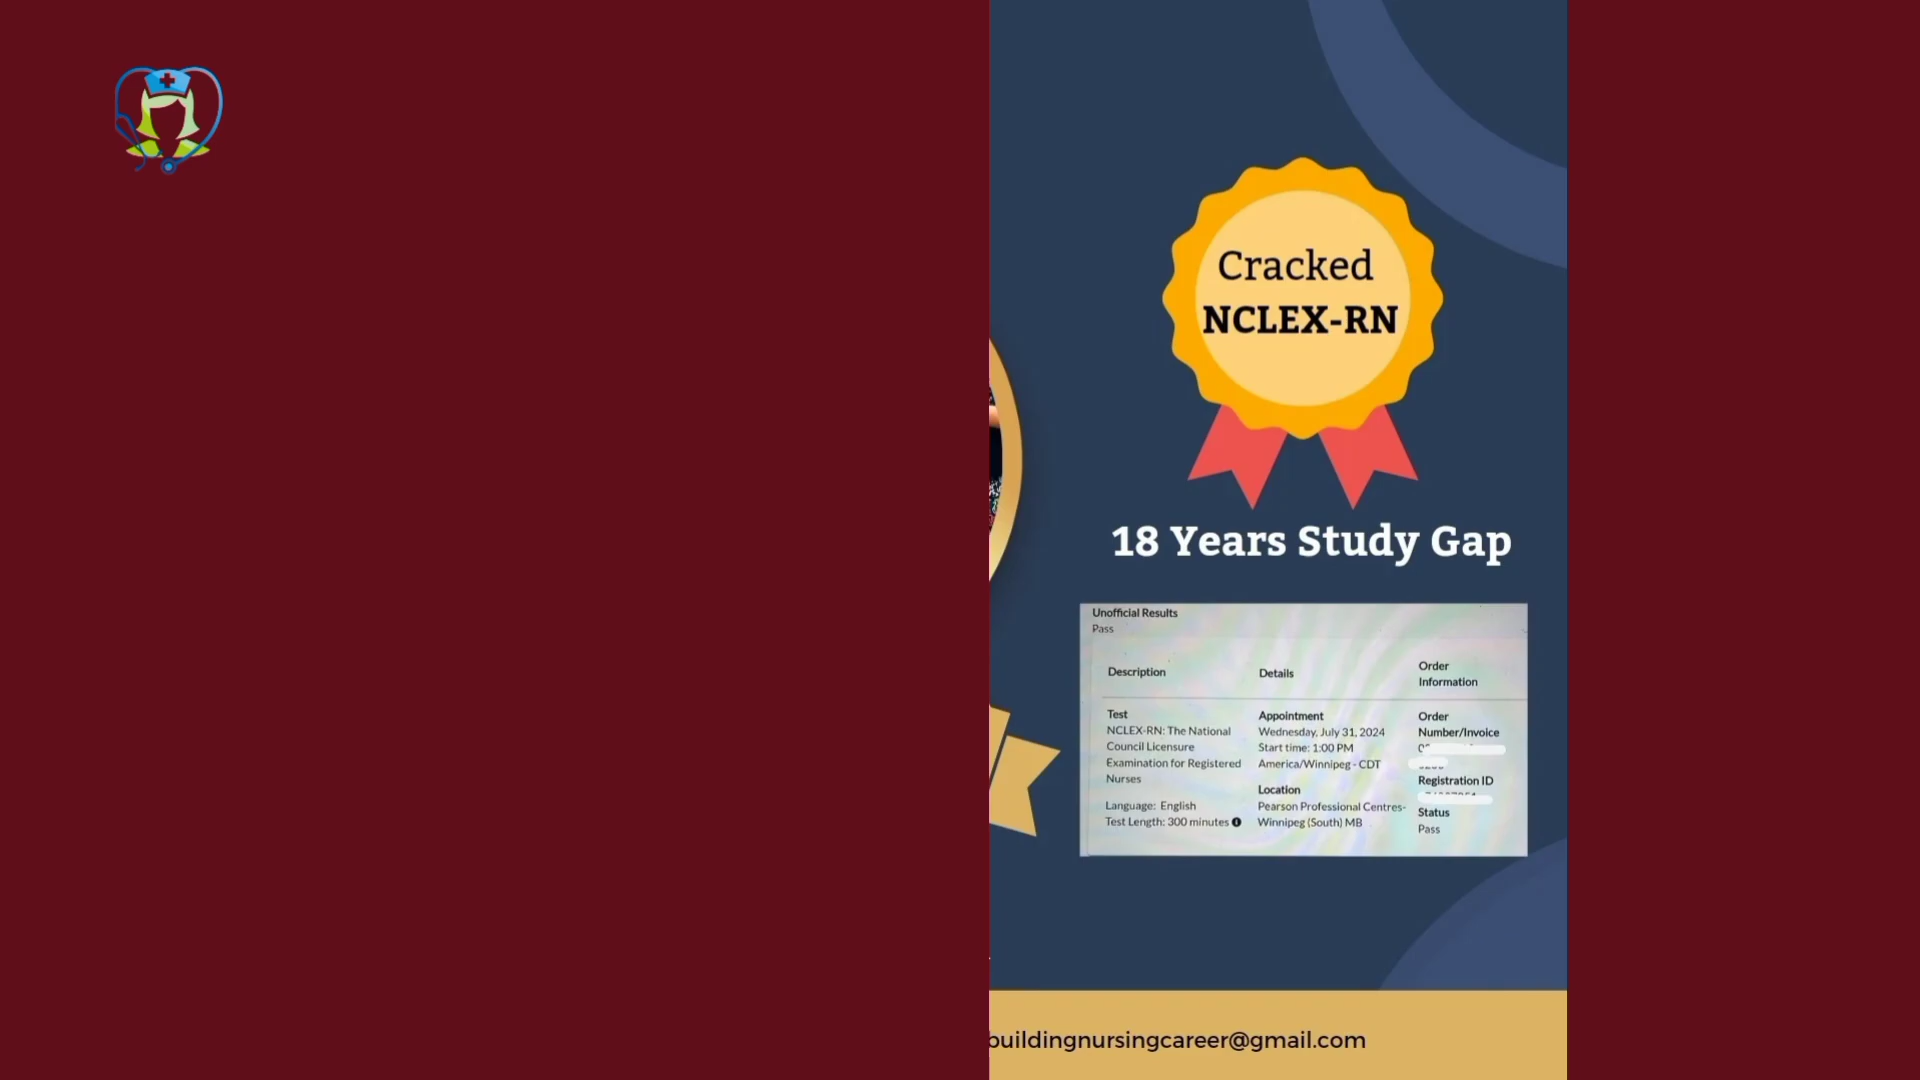 Cracked
NCLEX-RN
18 Years Study Gap
Unofficial Results
Pass
Description
Details
Order
Information
Test
NCLEX-RN: The National
Council Licensure
Examination for Registered
Nurses
Language: English
Test Length: 300 minutes
Appointment
Wednesday, July 31, 2024
Start time: 1:00 PM
America/Winnipeg - CDT
Location
Pearson Professional Centres-
Winnipeg (South) MB
Order
Number/Invoice
Registration ID
Status
Pass
buildingnursingcareer@gmail.com